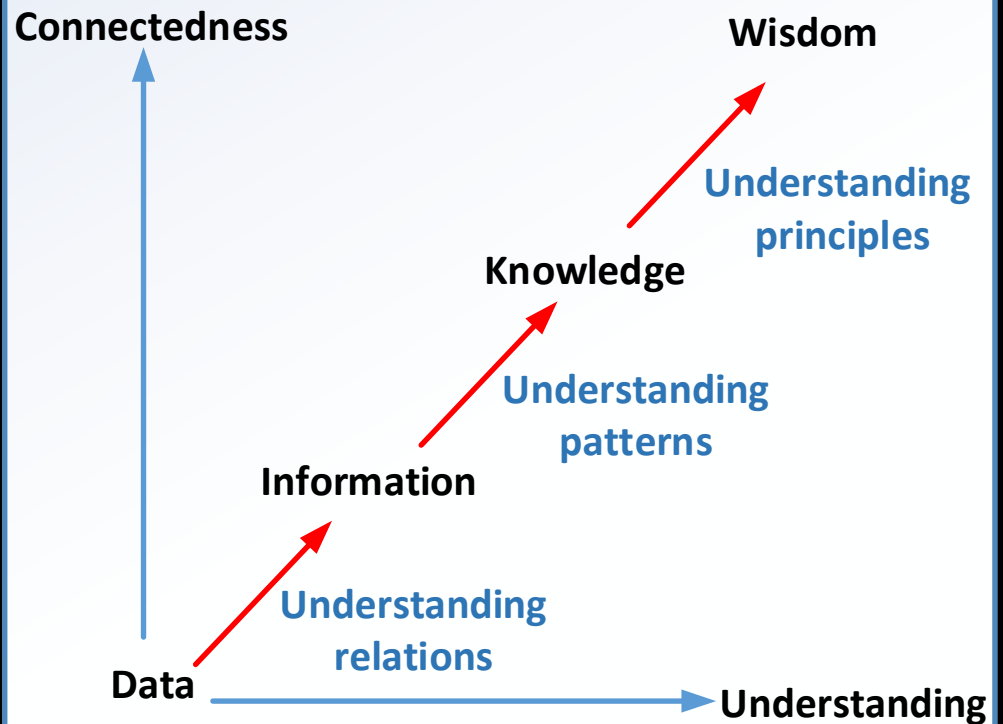 Connectedness
Wisdom
Understanding
principles
Knowledge
Understanding
patterns
Information
Understanding
relations
Data
Understanding